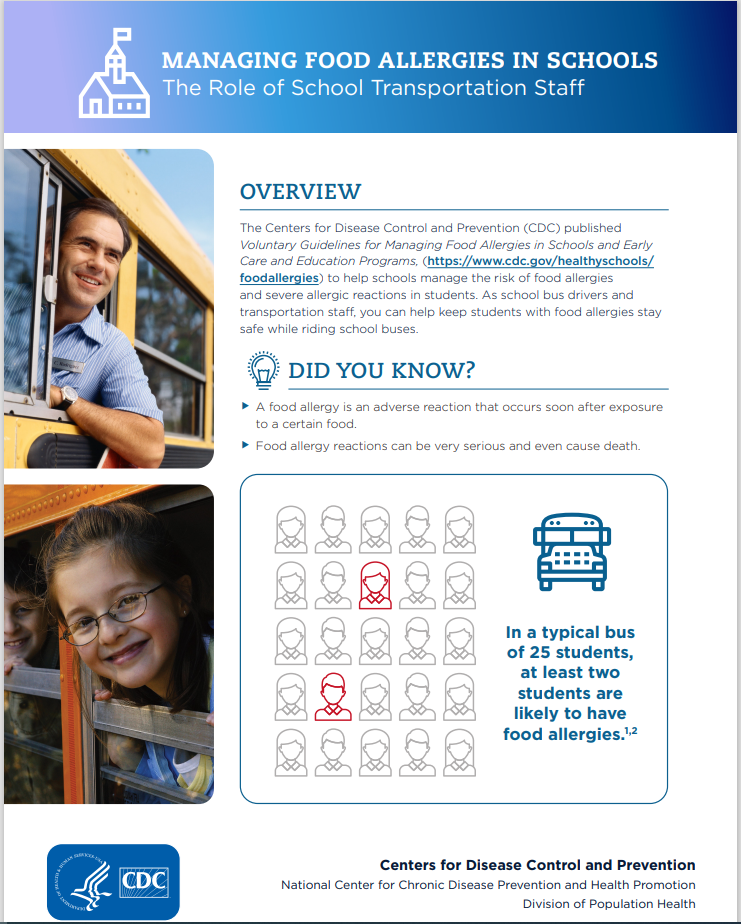 MANAGING FOOD ALLERGIES IN SCHOOLS
The Role of School Transportation Staff
OVERVIEW
The Centers for Disease Control and Prevention (CDC) published
Voluntary Guidelines for Managing Food Allergies in Schools and Early
Care and Education Programs, (https://www.cdc.gov/healthyschools/
foodallergies) to help schools manage the risk of food allergies
and severe allergic reactions in students. As school bus drivers and
transportation staff, you can help keep students with food allergies stay
safe while riding school buses.
DID YOU KNOW?
A food allergy is an adverse reaction that occurs soon after exposure
to a certain food.
Food allergy reactions can be very serious and even cause death.
In a typical bus
of 25 students,
at least two
students are
likely to have
food allergies.1,2
DEPARTMENT OF HEALTH & HUMAN SERVICES USA
CDC
Centers for Disease Control and Prevention
National Center for Chronic Disease Prevention and Health Promotion
Division of Population Health